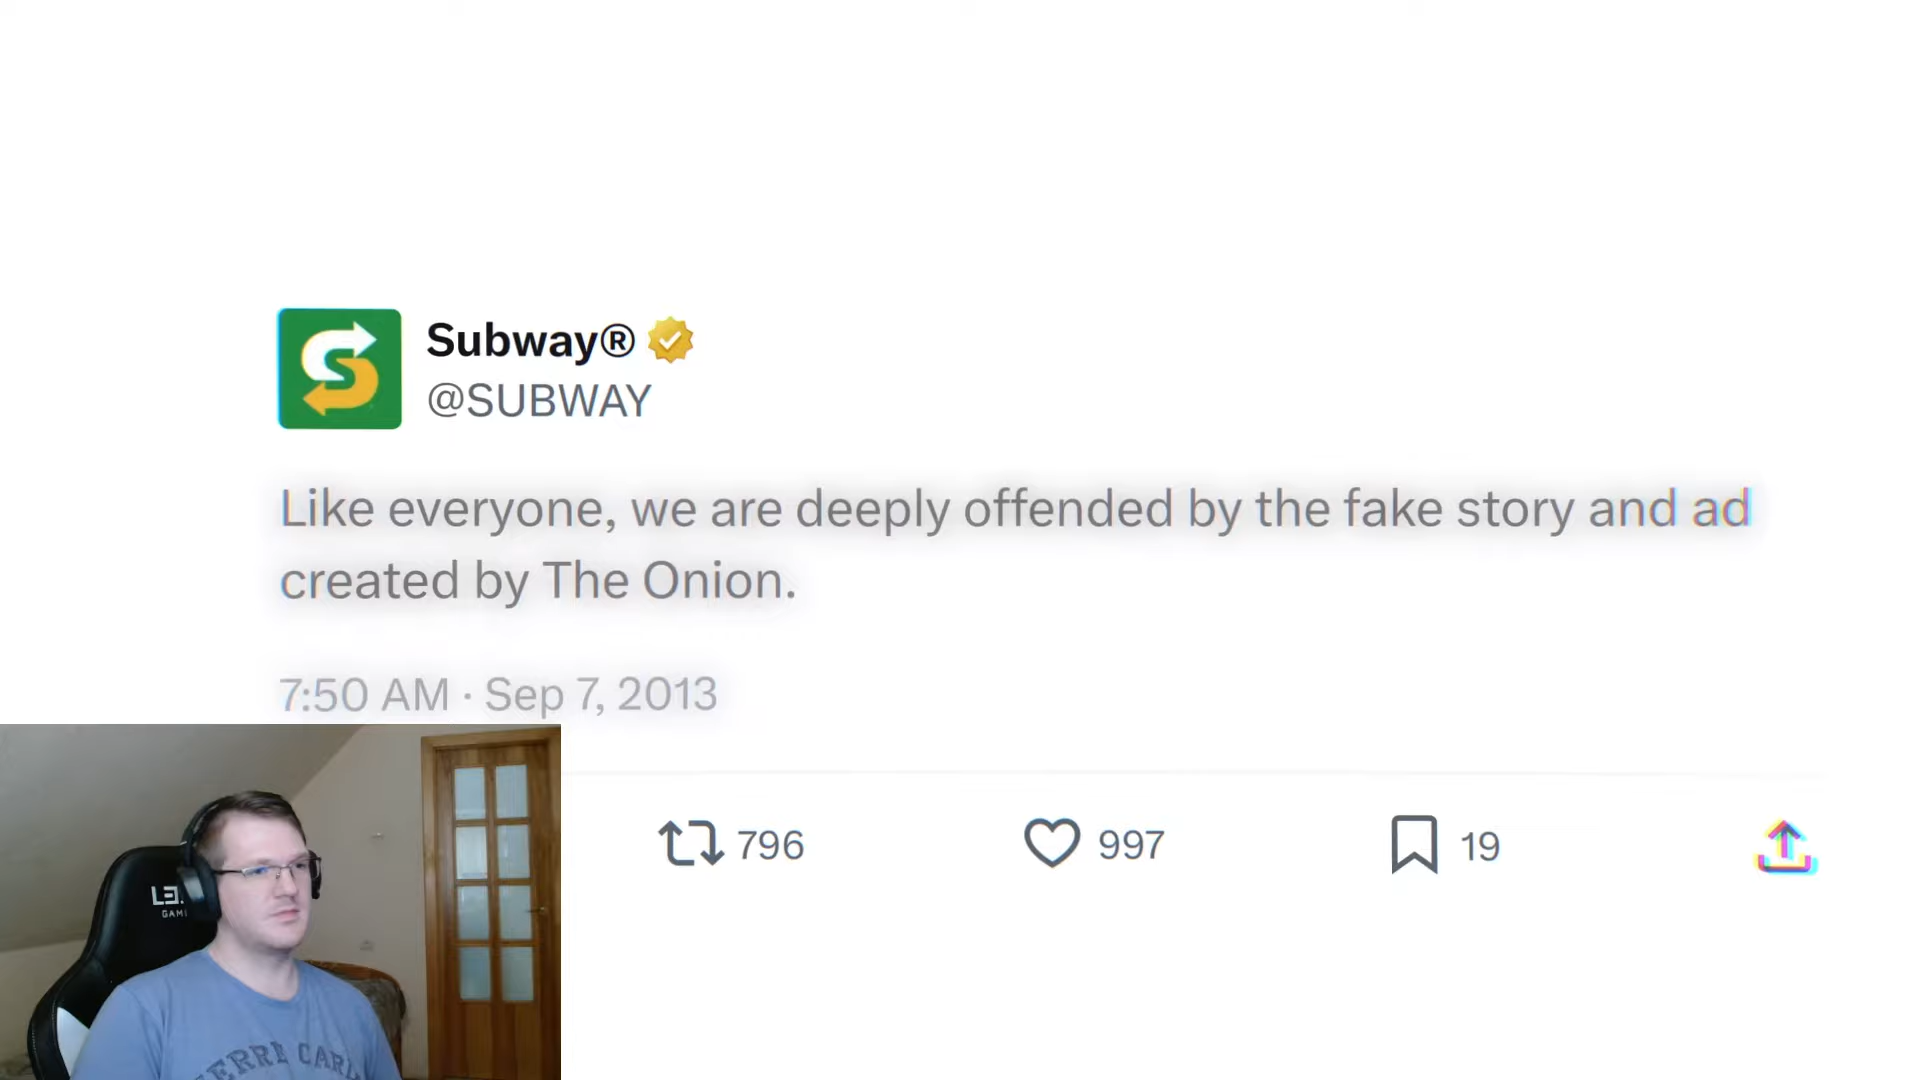 Subway®
@SUBWAY
Like everyone, we are deeply offended by the fake story and ad
created by The Onion.
7:50 AM · Sep 7, 2013
796
997
19
GAMI